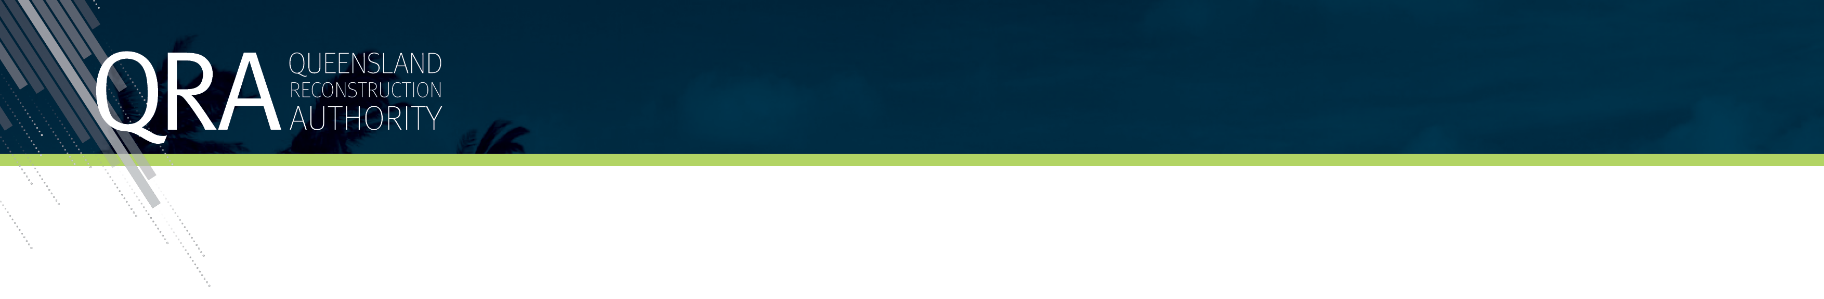 QRA
QUEENSLAND
RECONSTRUCTION
AUTHORITY